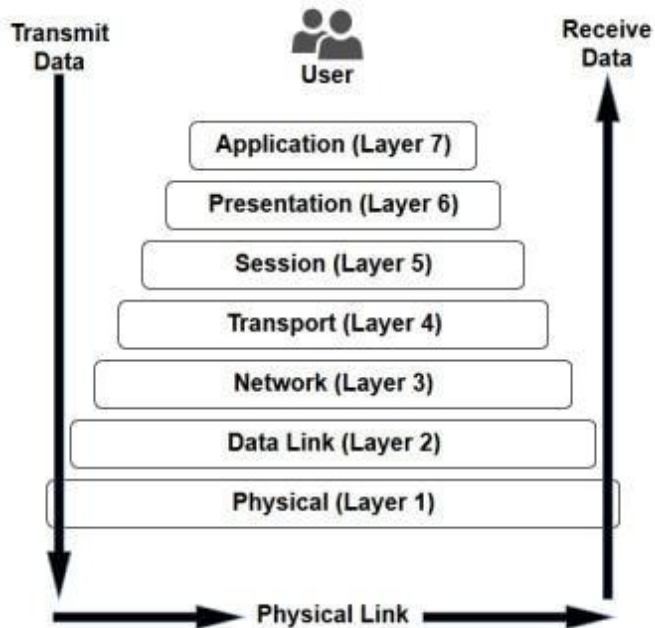 Transmit
Data
User
Receive
Data
Application (Layer 7)
Presentation (Layer 6)
Session (Layer 5)
Transport (Layer 4)
Network (Layer 3)
Data Link (Layer 2)
Physical (Layer 1)
Physical Link